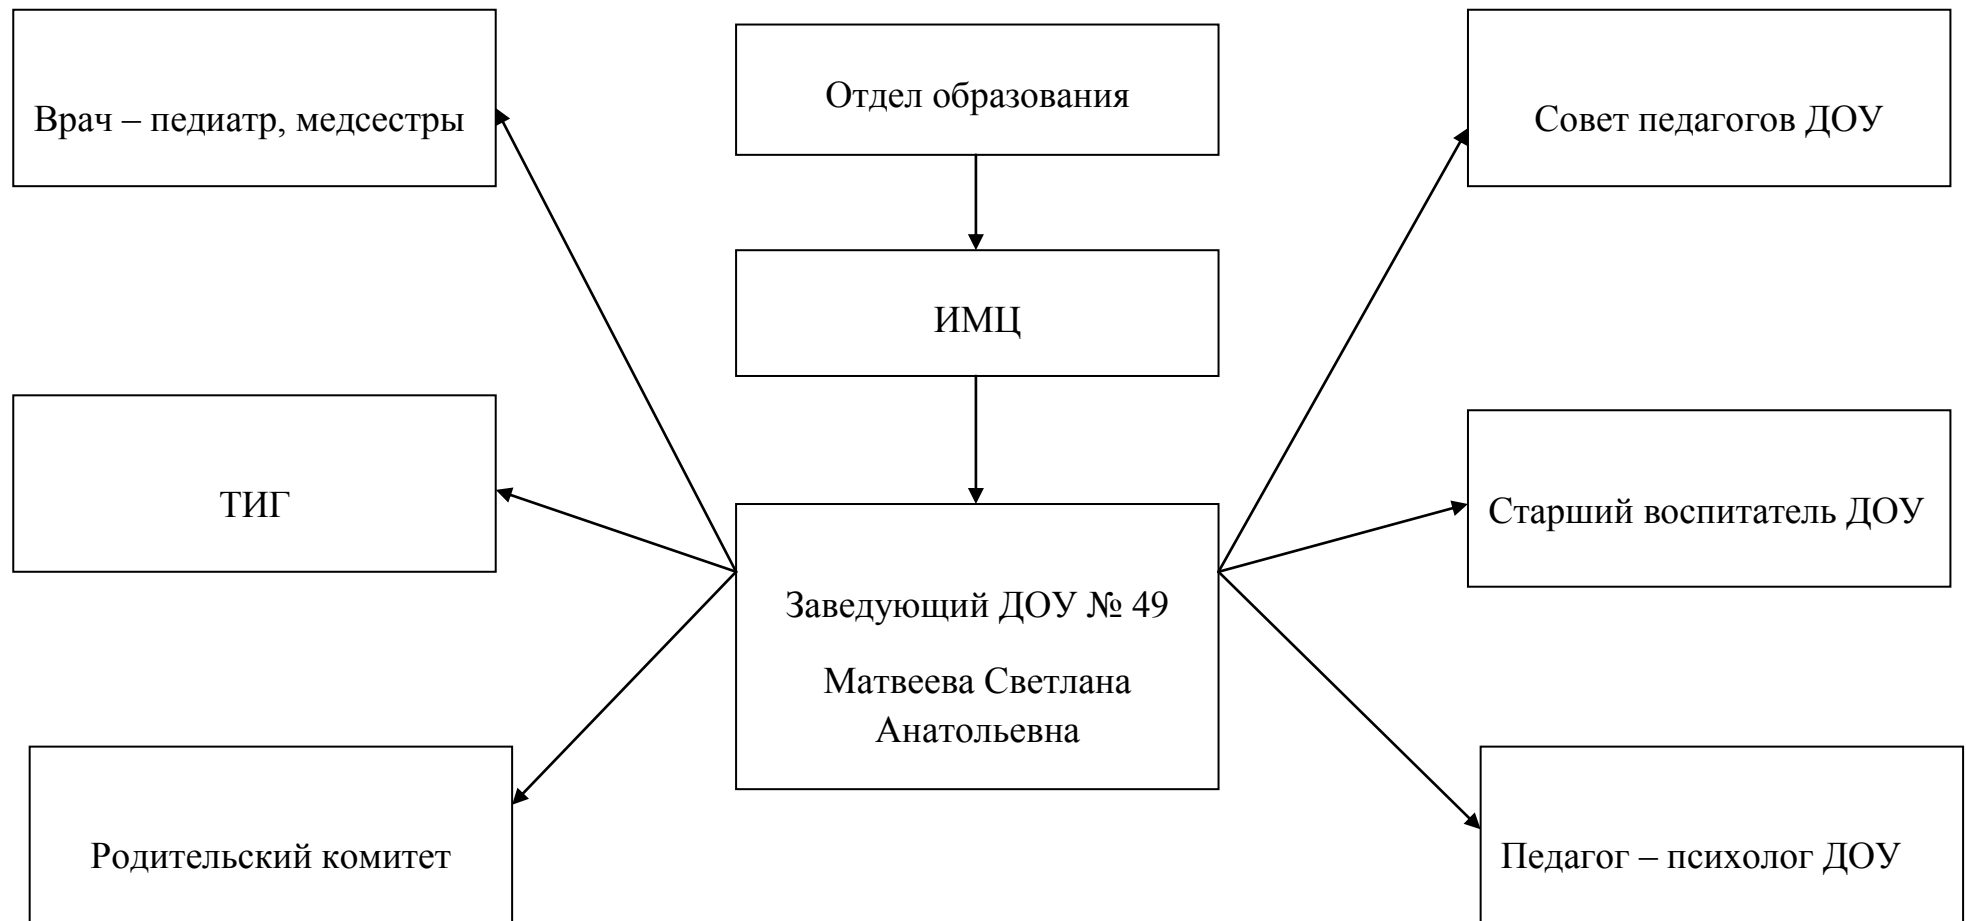 Врач – педиатр, медсестры
Отдел образования
Совет педагогов ДОУ
ИМЦ
ТИГ
Старший воспитатель ДОУ
Заведующий ДОУ № 49
Матвеева Светлана
Анатольевна
Родительский комитет
Педагог – психолог ДОУ